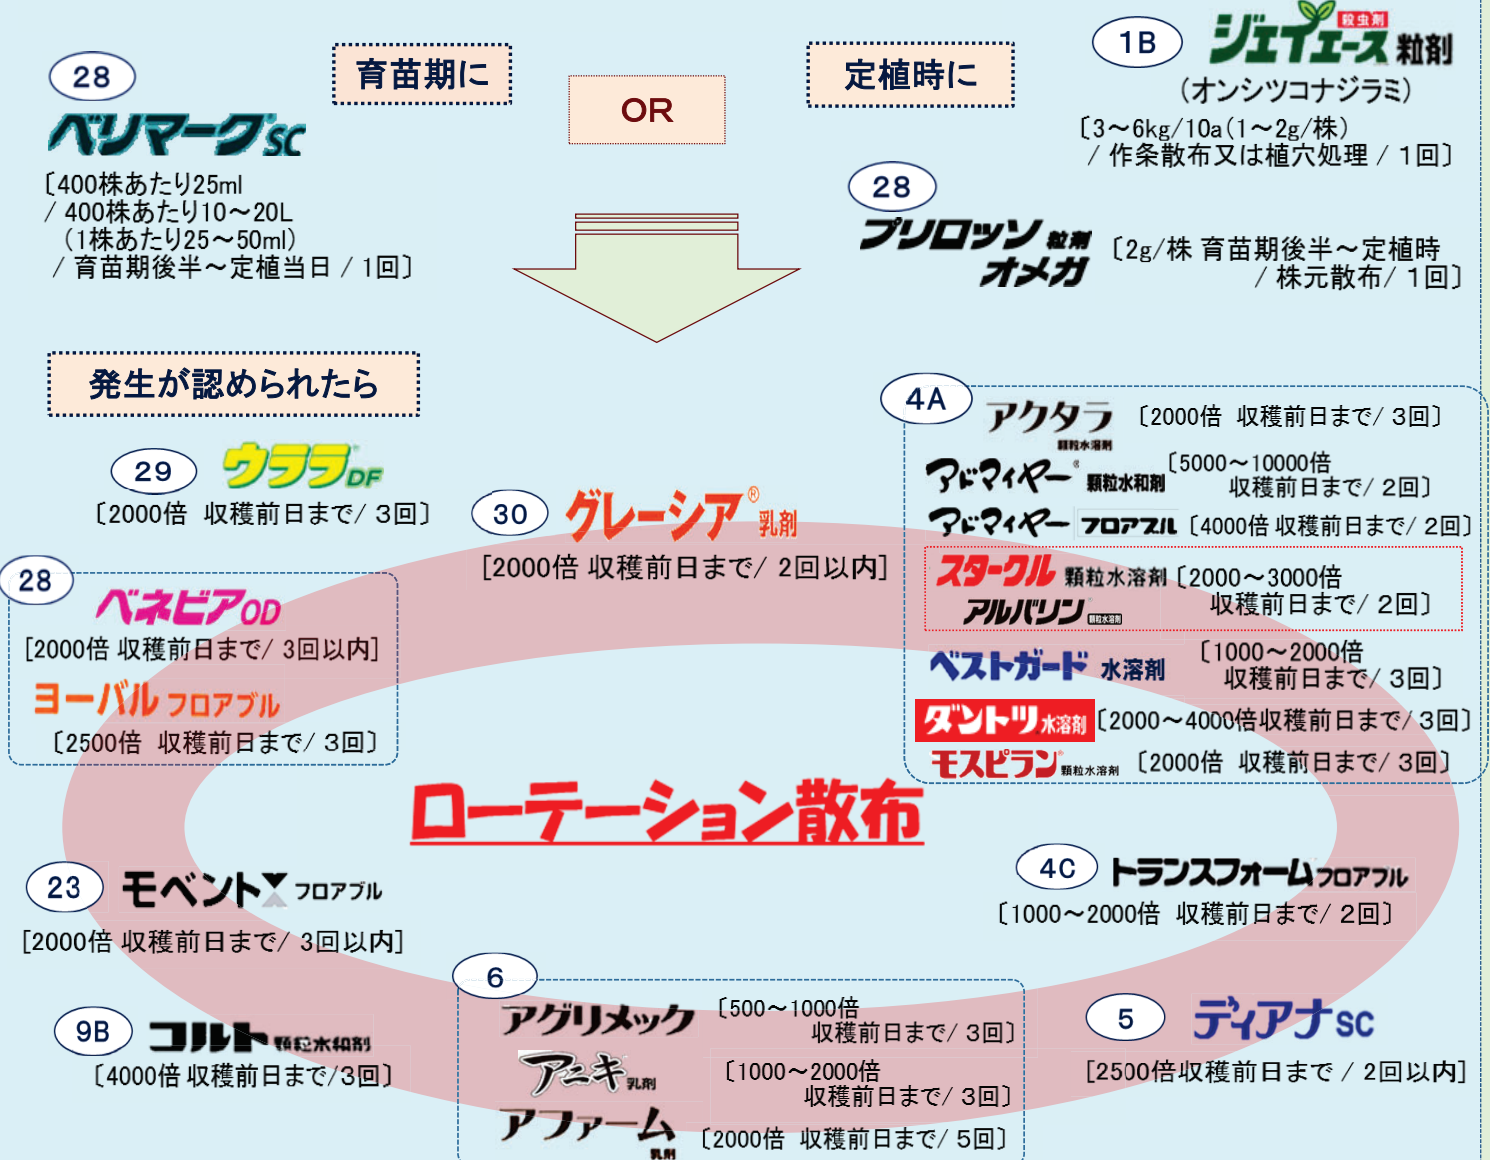 28
ベリマークSC
〔400株あたり25ml
/ 400株あたり10～20L
（1株あたり25～50ml）
/ 育苗期後半～定植当日 / 1回〕
育苗期に
OR
定植時に
1B
ジェイエース 殺虫剤 粒剤
（オンシツコナジラミ）
〔3～6kg/10a（1～2g/株）
/ 作条散布又は植穴処理 / 1回〕
28
プリロッソ 粒剤
オメガ
〔2g/株 育苗期後半～定植時
/ 株元散布/ 1回〕
発生が認められたら
29
ウララDF
〔2000倍 収穫前日まで/ 3回〕
30
グレーシア® 乳剤
[2000倍 収穫前日まで/ 2回以内]
4A
アクタラ
顆粒水溶剤
〔2000倍 収穫前日まで/ 3回〕
アドマイヤー® 顆粒水和剤
〔5000～10000倍
収穫前日まで/ 2回〕
アドマイヤー フロアブル 〔4000倍 収穫前日まで/ 2回〕
スタークル 顆粒水溶剤
アルバリン 顆粒水溶剤
〔2000～3000倍
収穫前日まで/ 2回〕
ベストガード 水溶剤
〔1000～2000倍
収穫前日まで/ 3回〕
ダントツ 水溶剤 〔2000～4000倍収穫前日まで/ 3回〕
モスピラン 顆粒水溶剤 〔2000倍 収穫前日まで/ 3回〕
28
ベネビアOD
[2000倍 収穫前日まで/ 3回以内]
ヨーバル フロアブル
〔2500倍 収穫前日まで/ 3回〕
ローテーション散布
23
モベント フロアブル
[2000倍 収穫前日まで/ 3回以内]
4C
トランスフォームフロアブル
〔1000～2000倍 収穫前日まで/ 2回〕
9B
コルト 顆粒水和剤
〔4000倍 収穫前日まで/3回〕
6
アグリメック
〔500～1000倍
収穫前日まで/ 3回〕
アニキ 乳剤
〔1000～2000倍
収穫前日まで/ 3回〕
アファーム
乳剤
〔2000倍 収穫前日まで/ 5回〕
5
ディアナSC
[2500倍収穫前日まで / 2回以内]